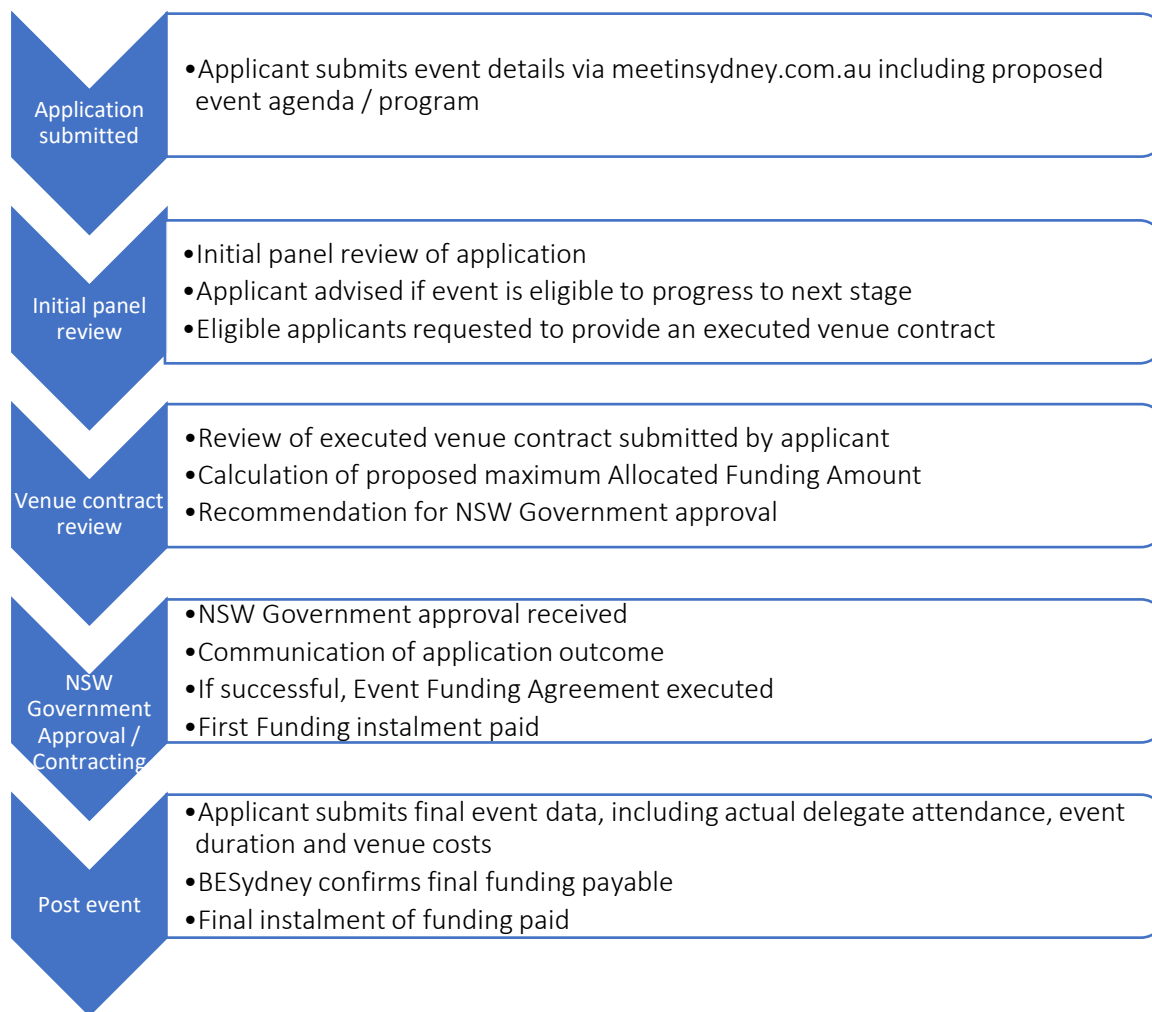 Application
submitted
•Applicant submits event details via meetinsydney.com.au including proposed
event agenda / program
Initial panel
review
•Initial panel review of application
•Applicant advised if event is eligible to progress to next stage
•Eligible applicants requested to provide an executed venue contract
Venue contract
review
•Review of executed venue contract submitted by applicant
•Calculation of proposed maximum Allocated Funding Amount
•Recommendation for NSW Government approval
NSW
Government
Approval /
Contracting
•NSW Government approval received
•Communication of application outcome
•If successful, Event Funding Agreement executed
•First Funding instalment paid
Post event
•Applicant submits final event data, including actual delegate attendance, event
duration and venue costs
•BESydney confirms final funding payable
•Final instalment of funding paid